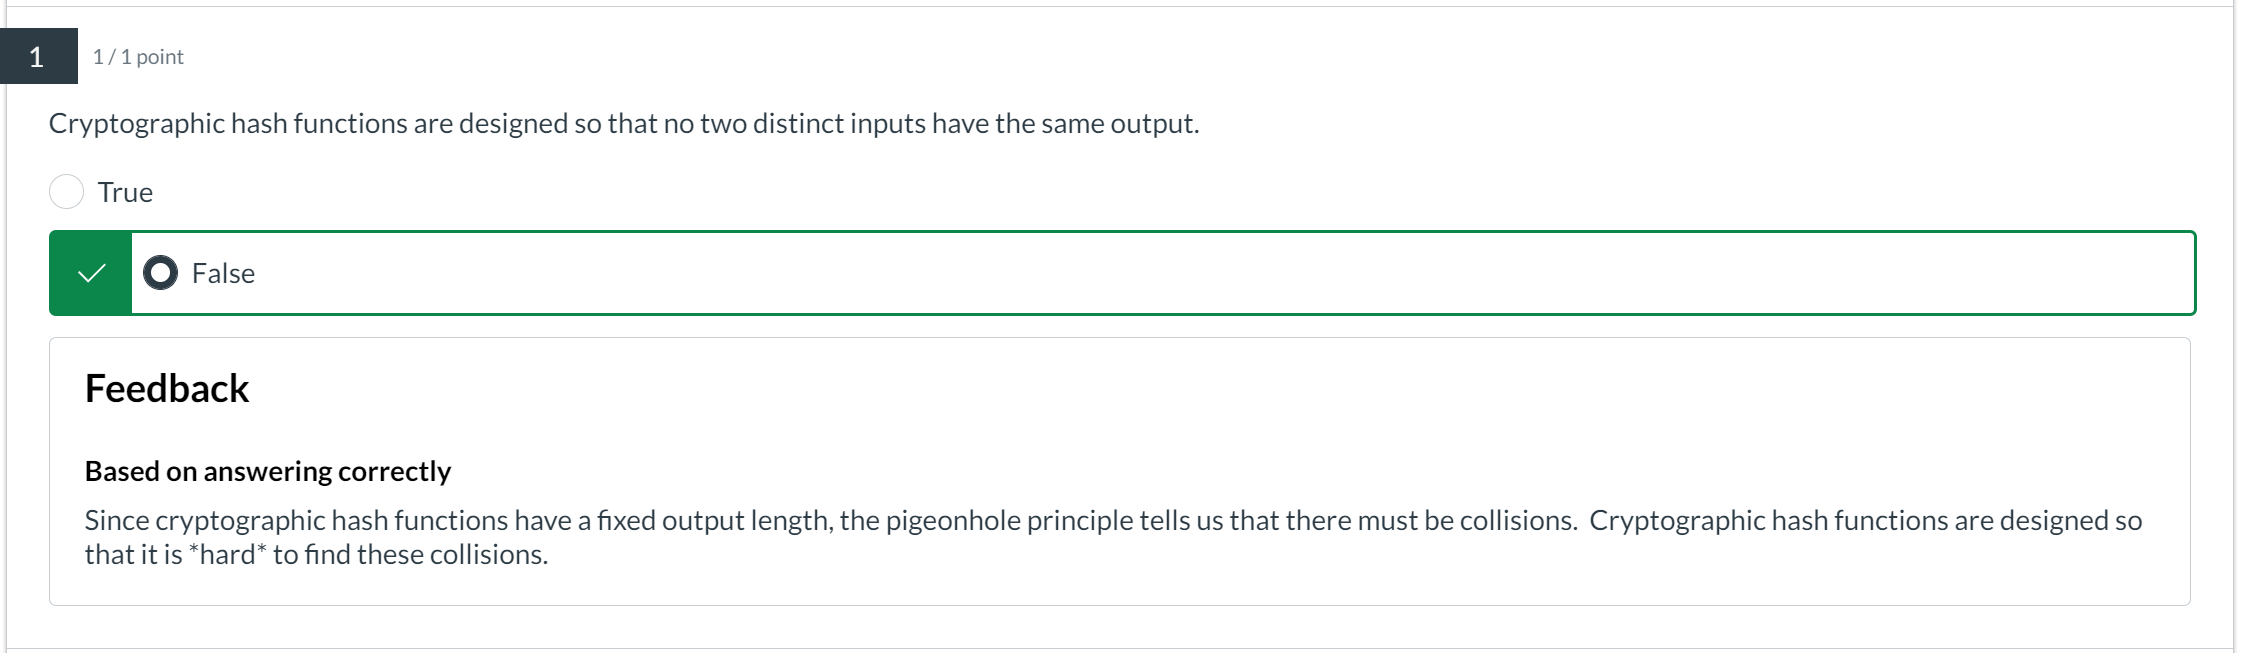 1
1 / 1 point
Cryptographic hash functions are designed so that no two distinct inputs have the same output.
True
False
Feedback
Based on answering correctly
Since cryptographic hash functions have a fixed output length, the pigeonhole principle tells us that there must be collisions.  Cryptographic hash functions are designed so
that it is *hard* to find these collisions.